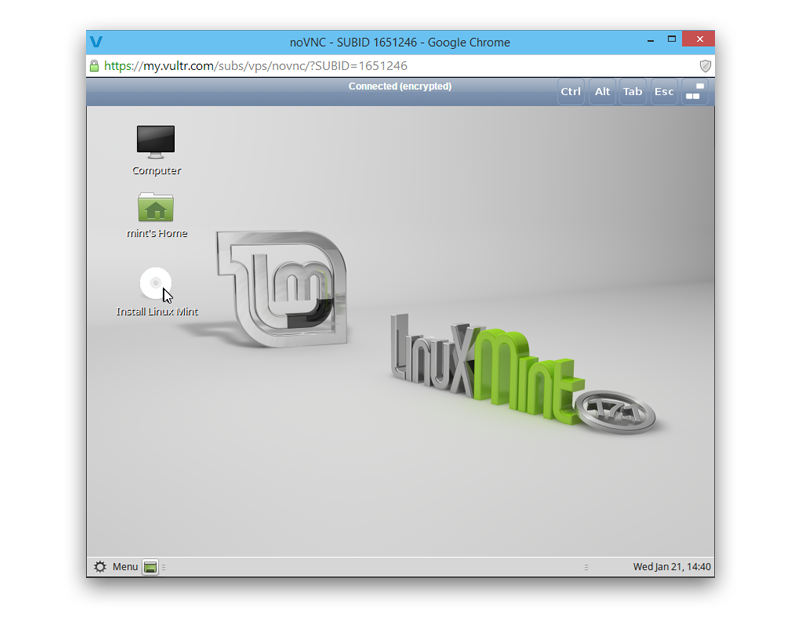 noVNC - SUBID 1651246 - Google Chrome
https://my.vultr.com/subs/vps/novnc/?SUBID=1651246
Connected (encrypted)
Ctrl Alt Tab Esc
Computer
mint's Home
Install Linux Mint
lm
LinuxMint 17.1
Menu
Wed Jan 21, 14:40